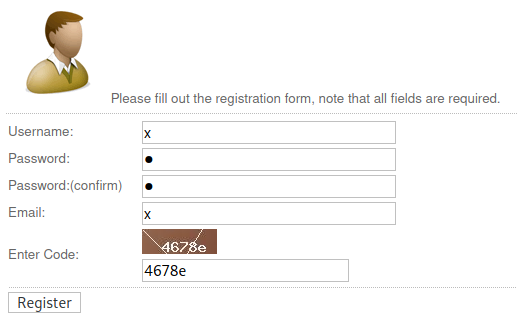 Please fill out the registration form, note that all fields are required.
Username: x
Password: ●
Password:(confirm) ●
Email: x
4678e
Enter Code:
4678e
Register